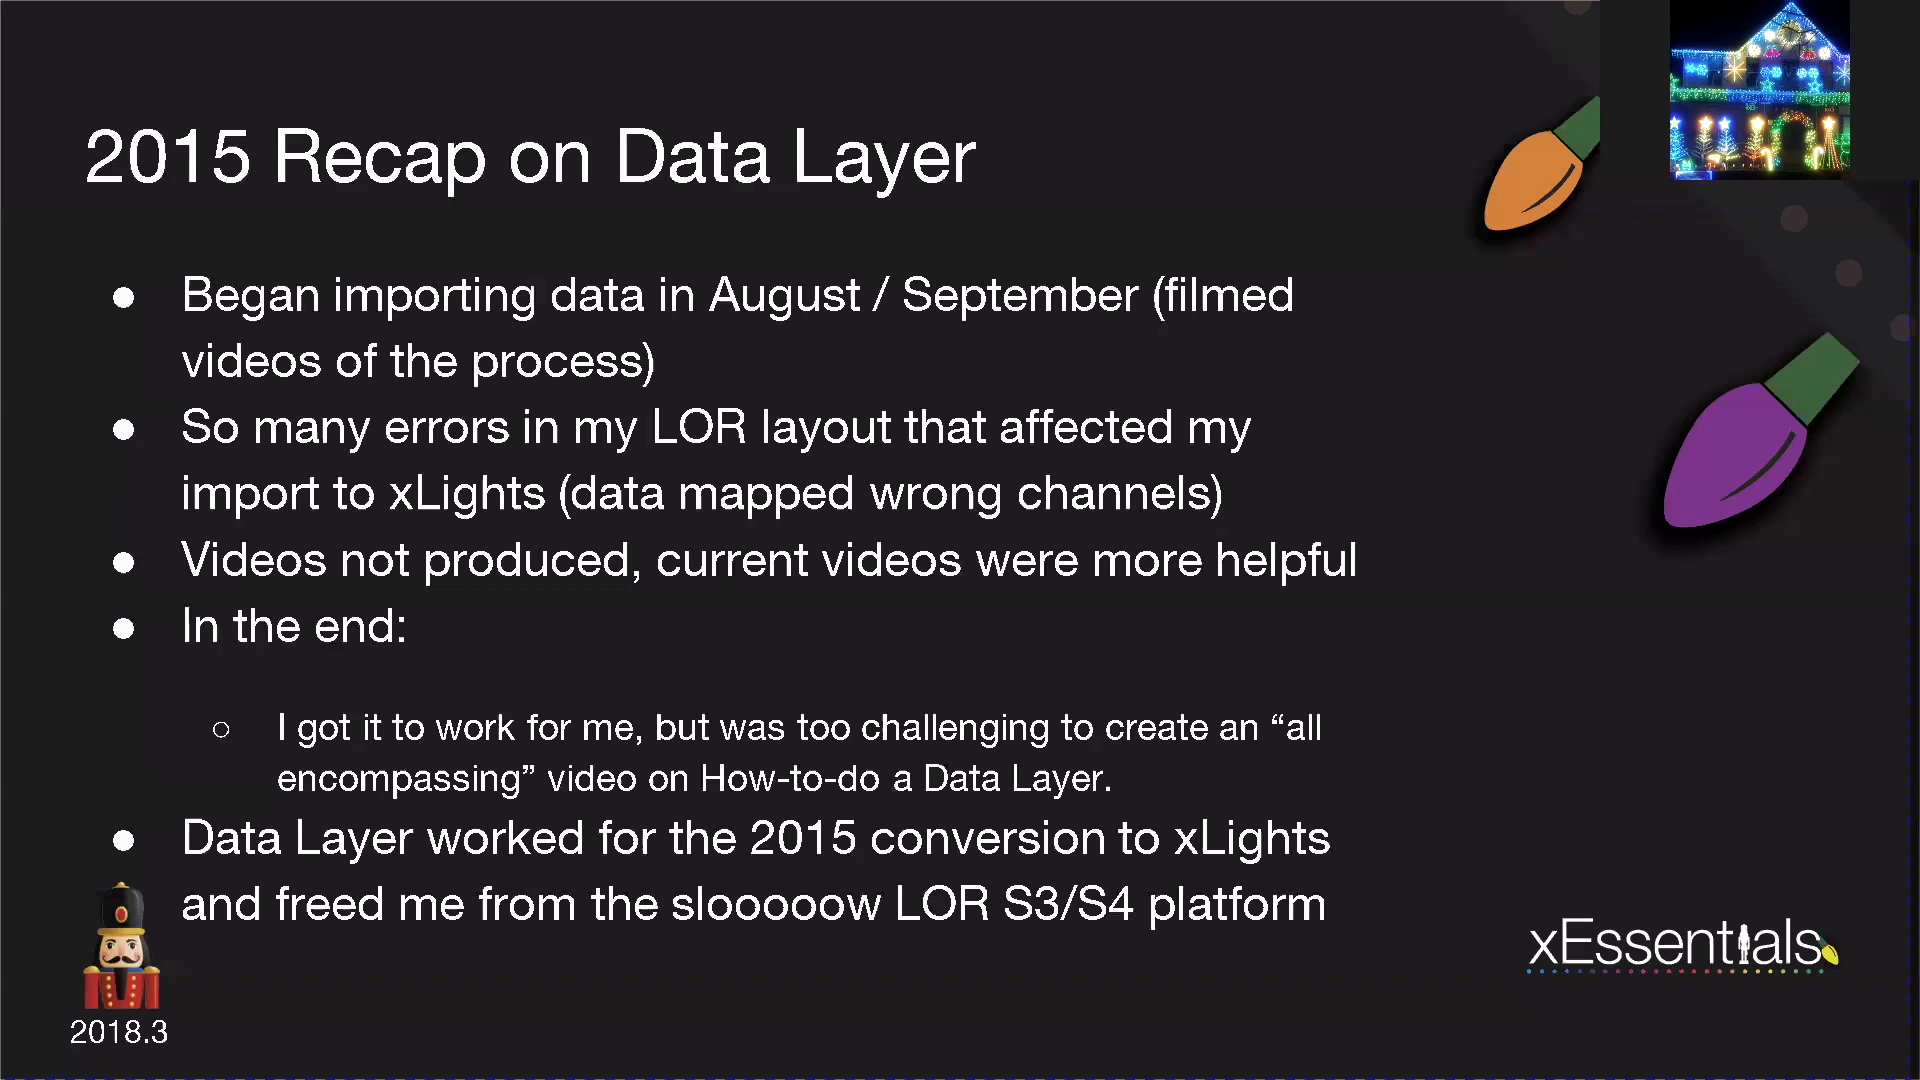 2015 Recap on Data Layer
● Began importing data in August / September (filmed
videos of the process)
● So many errors in my LOR layout that affected my
import to xLights (data mapped wrong channels)
● Videos not produced, current videos were more helpful
● In the end:
○ I got it to work for me, but was too challenging to create an “all
encompassing” video on How-to-do a Data Layer.
● Data Layer worked for the 2015 conversion to xLights
and freed me from the slooooow LOR S3/S4 platform
xEssentials
2018.3